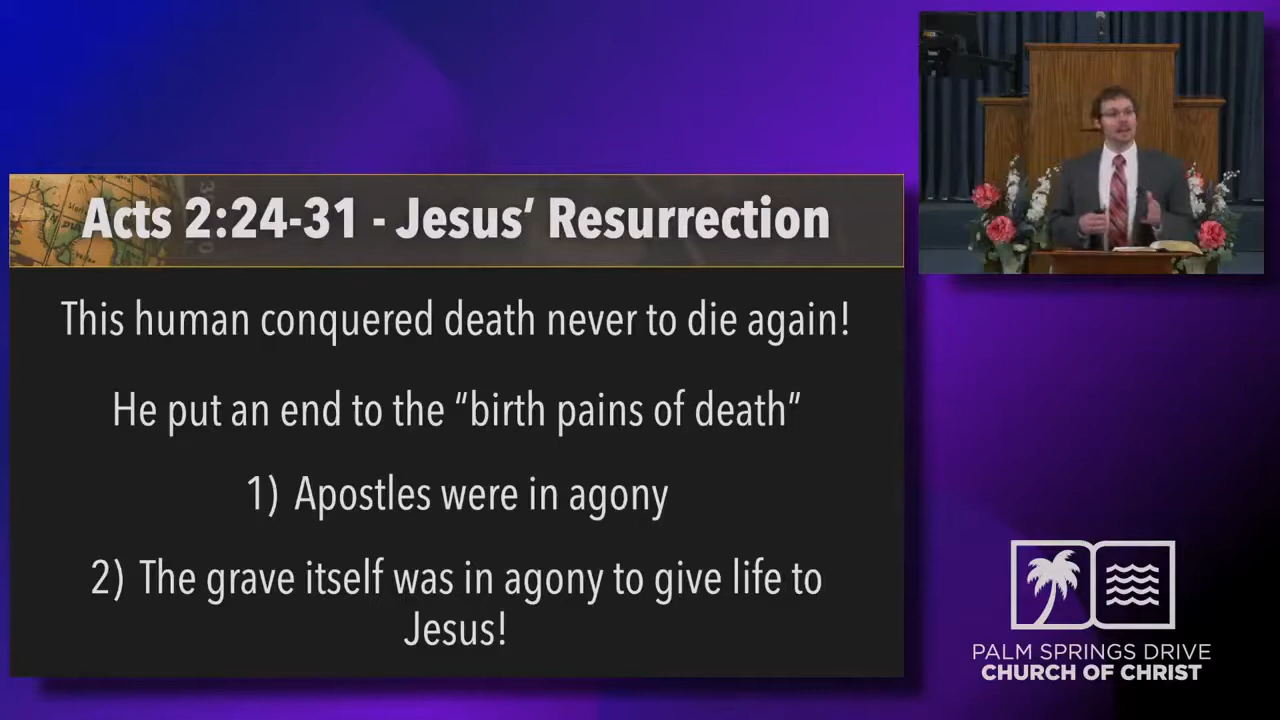 Acts 2:24-31 - Jesus’ Resurrection
This human conquered death never to die again!
He put an end to the “birth pains of death”
1) Apostles were in agony
2) The grave itself was in agony to give life to
Jesus!
PALM SPRINGS DRIVE
CHURCH OF CHRIST